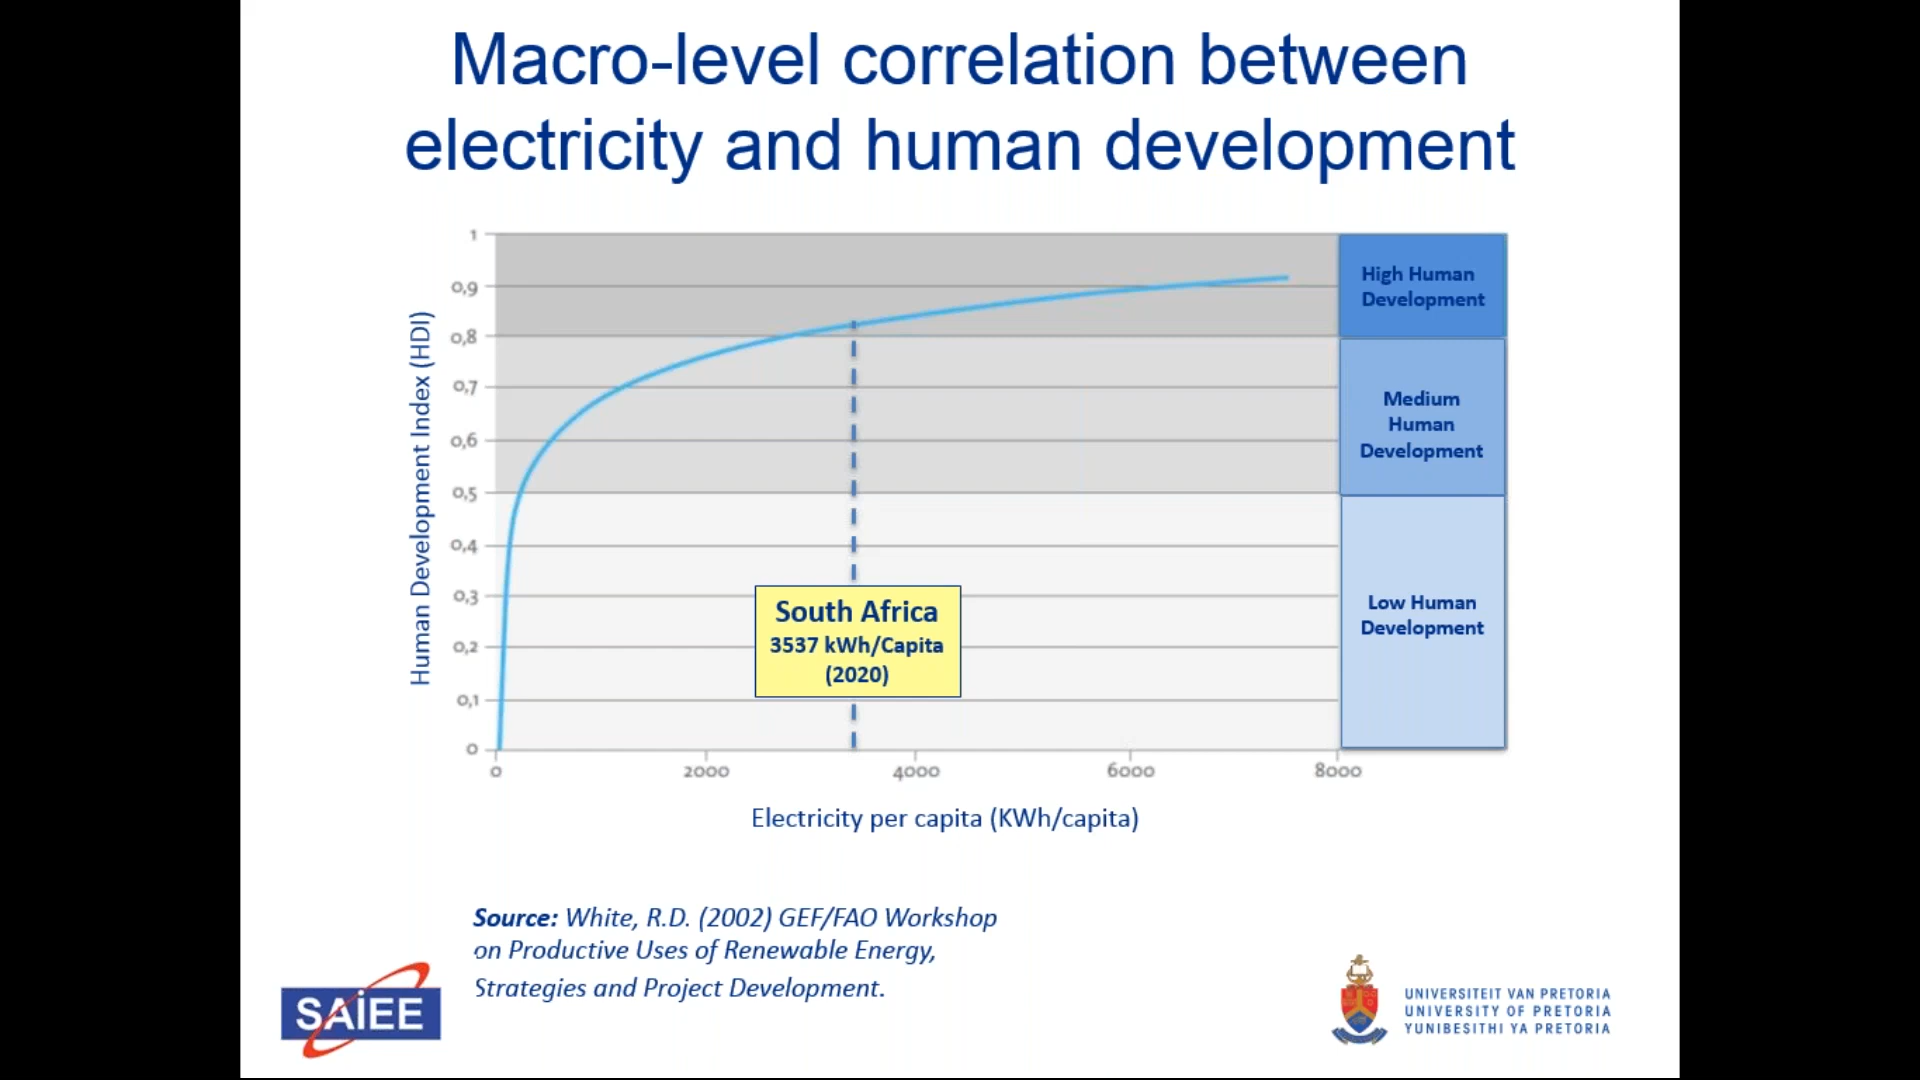 Macro-level correlation between
electricity and human development
Human Development Index (HDI)
1
0,9
0,8
0,7
0,6
0,5
0,4
0,3
0,2
0,1
0
0 2000 4000 6000 8000
Electricity per capita (KWh/capita)
South Africa
3537 kWh/Capita
(2020)
High Human
Development
Medium
Human
Development
Low Human
Development
Source: White, R.D. (2002) GEF/FAO Workshop
on Productive Uses of Renewable Energy,
Strategies and Project Development.
SAIEE
UNIVERSITEIT VAN PRETORIA
UNIVERSITY OF PRETORIA
YUNIBESITHI YA PRETORIA